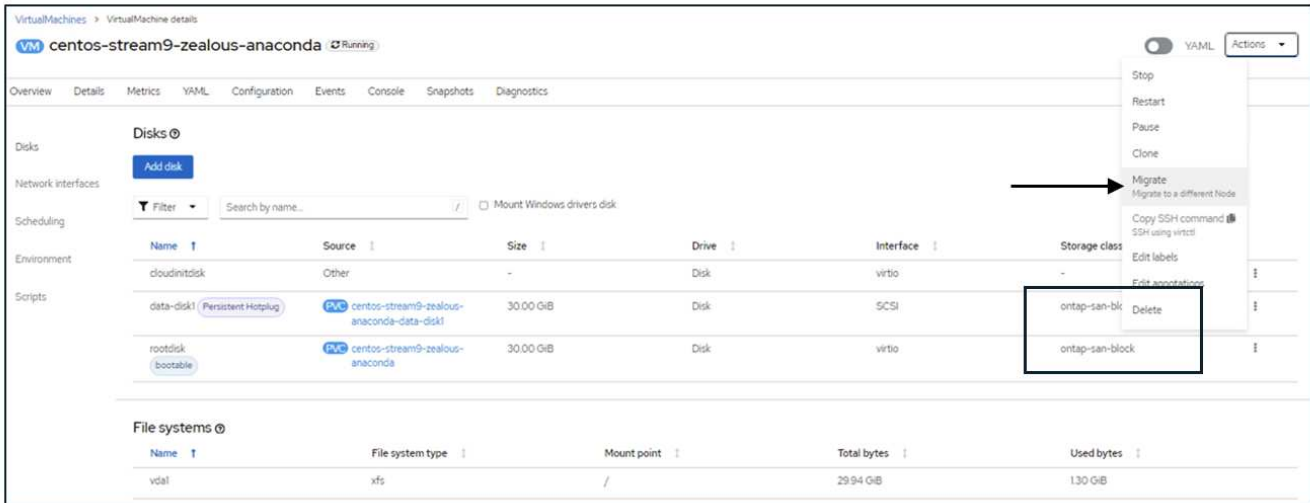 VirtualMachines > VirtualMachine details
VM centos-stream9-zealous-anaconda Running
YAML Actions
Overview Details Metrics YAML Configuration Events Console Snapshots Diagnostics
Disks
Network interfaces
Scheduling
Environment
Scripts
Disks
Add disk
Filter Search by name... / Mount Windows drivers disk
Name Source Size Drive Interface Storage class
cloudinitdisk Other - Disk virtio -
data-disk1 Persistent Hotplug PVC centos-stream9-zealous- 30.00 GiB Disk SCSI ontap-san-blo
anaconda-data-disk1
rootdisk PVC centos-stream9-zealous- 30.00 GiB Disk virtio ontap-san-block
bootable anaconda
Stop
Restart
Pause
Clone
Migrate
Migrate to a different Node
Copy SSH command
SSH using virtctl
Edit labels
Edit annotations
Delete
File systems
Name File system type Mount point Total bytes Used bytes
vda1 xfs / 29.94 GiB 1.30 GiB